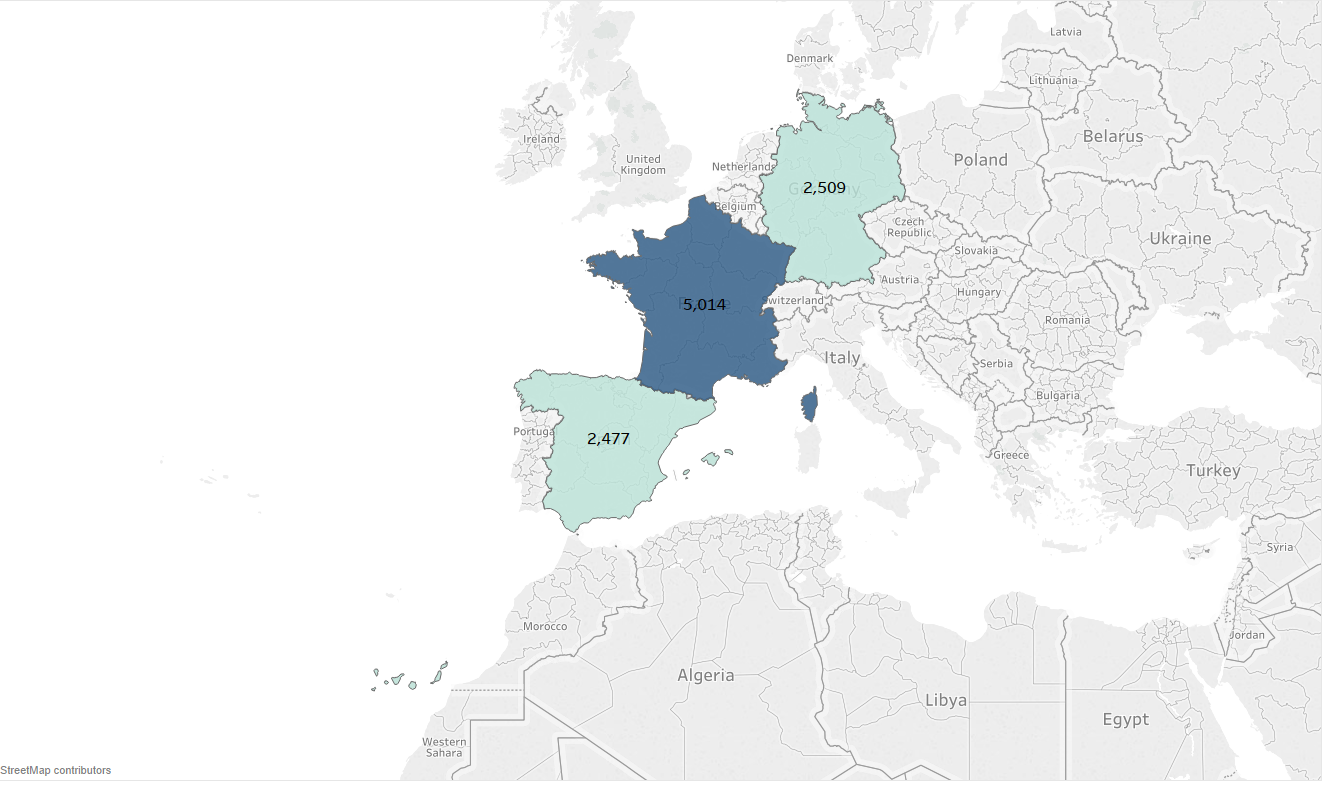 Latvia
Denmark
Lithuania
Ireland
Belarus
United
Kingdom
Netherlands
Poland
2,509
Belgium
Czech
Republic
Ukraine
Slovakia
Austria
Hungary
5,014
Switzerland
Romania
Italy
Serbia
Bulgaria
Portuga
2,477
Greece
Turkey
Syria
Morocco
Jordan
Algeria
Libya
Egypt
Western
Sahara
StreetMap contributors